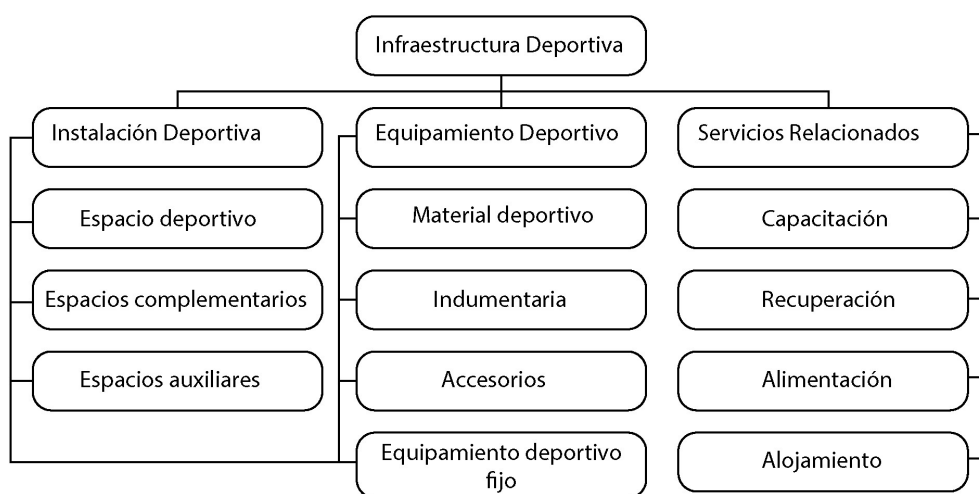 Infraestructura Deportiva
Instalación Deportiva
Equipamiento Deportivo
Servicios Relacionados
Espacio deportivo
Material deportivo
Capacitación
Espacios complementarios
Indumentaria
Recuperación
Espacios auxiliares
Accesorios
Alimentación
Equipamiento deportivo
fijo
Alojamiento